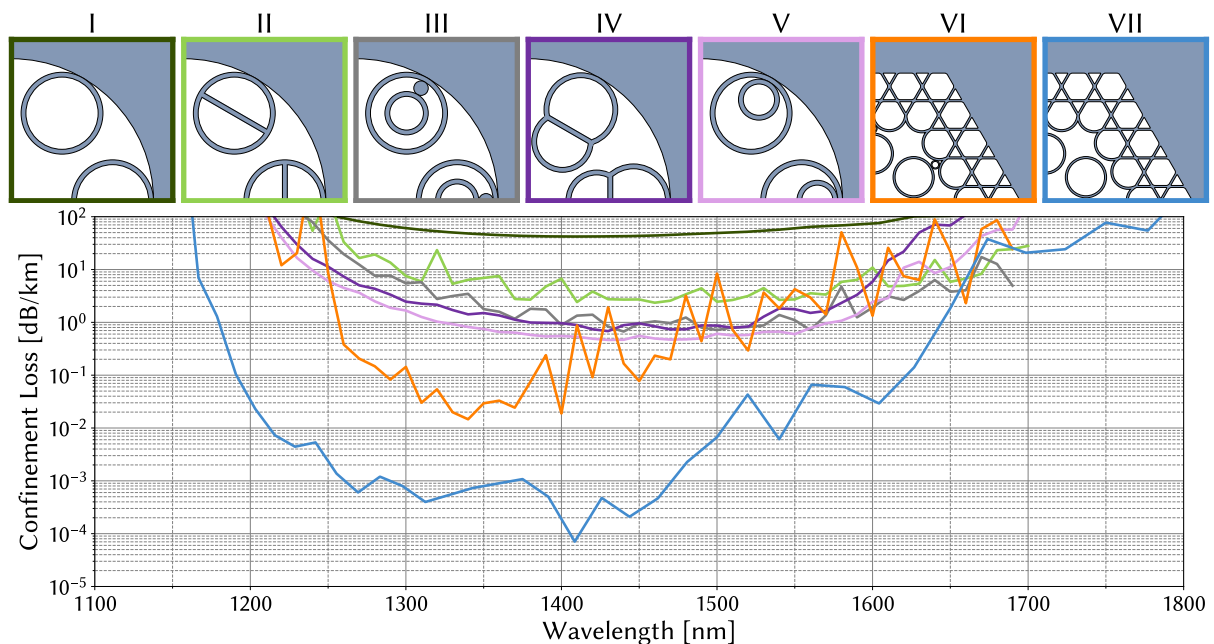 I II III IV V VI VII
Confinement Loss [dB/km]
10²
10¹
10⁰
10⁻¹
10⁻²
10⁻³
10⁻⁴
10⁻⁵
1100 1200 1300 1400 1500 1600 1700 1800
Wavelength [nm]